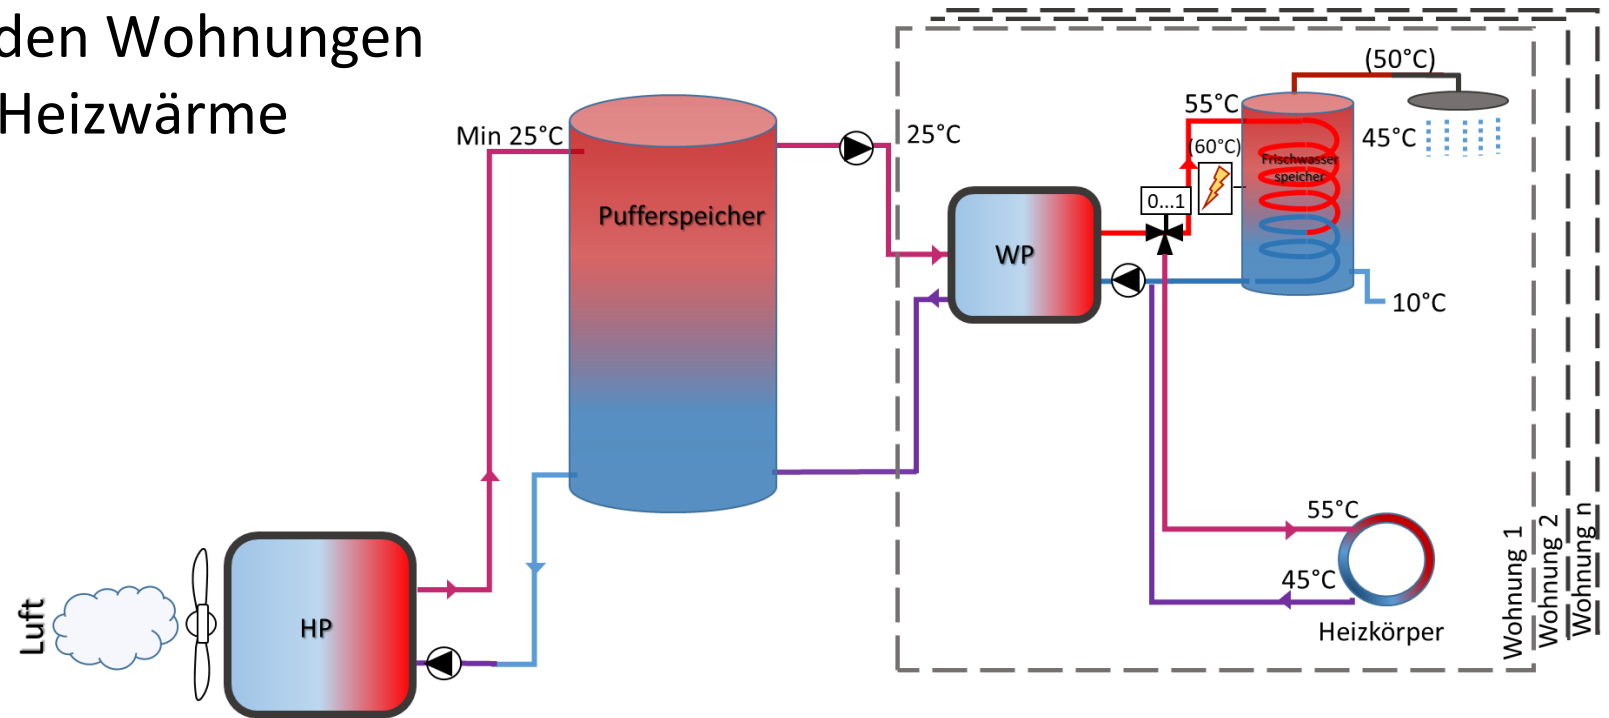 den Wohnungen
Heizwärme
Min 25°C
Pufferspeicher
25°C
WP
0...1
55°C
(60°C)
Frischwasser
speicher
(50°C)
45°C
10°C
55°C
45°C
Heizkörper
Wohnung 1
Wohnung 2
Wohnung n
Luft
HP